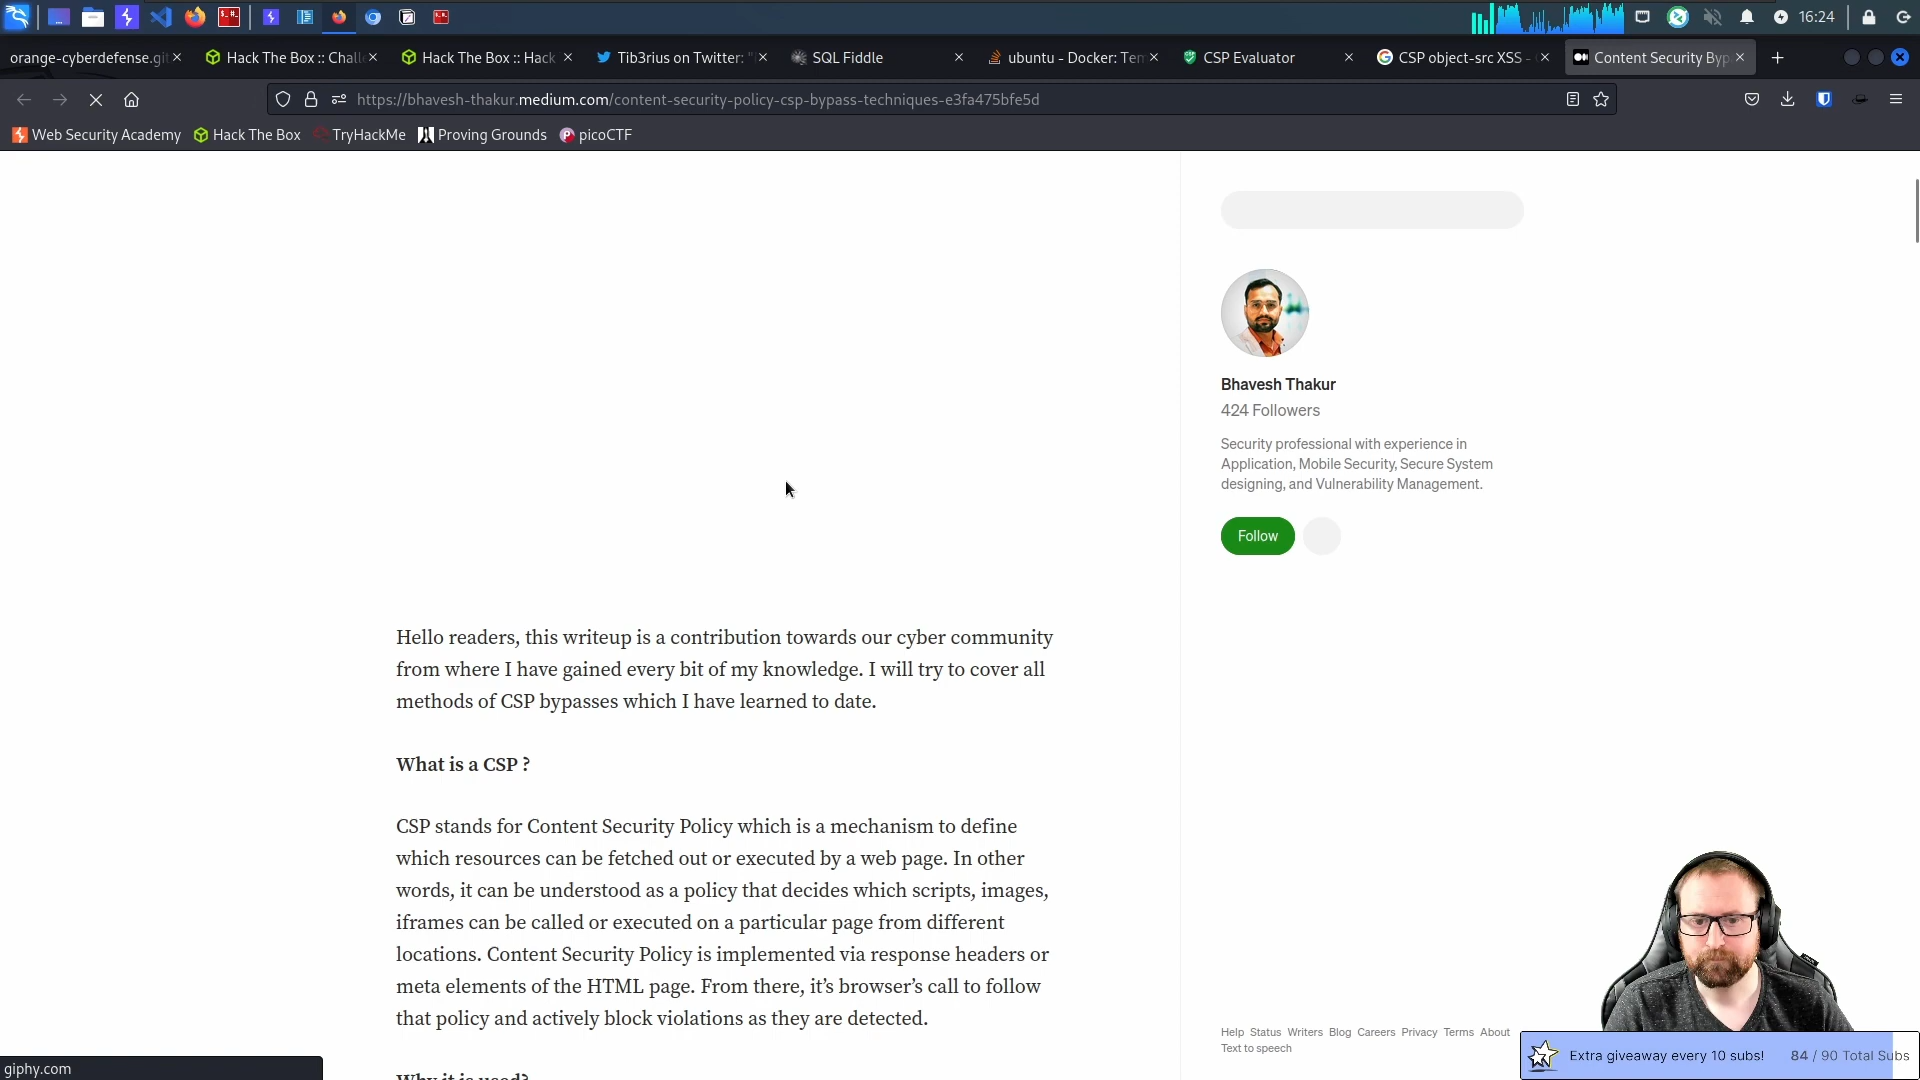 16:24
orange-cyberdefense.git
Hack The Box :: Chall
Hack The Box :: Hack
Tib3rius on Twitter: "
SQL Fiddle
ubuntu - Docker: Tem
CSP Evaluator
CSP object-src XSS -
Content Security Byp
https://bhavesh-thakur.medium.com/content-security-policy-csp-bypass-techniques-e3fa475bfe5d
Web Security Academy
Hack The Box
TryHackMe
Proving Grounds
picoCTF
Bhavesh Thakur
424 Followers
Security professional with experience in
Application, Mobile Security, Secure System
designing, and Vulnerability Management.
Follow
Hello readers, this writeup is a contribution towards our cyber community
from where I have gained every bit of my knowledge. I will try to cover all
methods of CSP bypasses which I have learned to date.
What is a CSP ?
CSP stands for Content Security Policy which is a mechanism to define
which resources can be fetched out or executed by a web page. In other
words, it can be understood as a policy that decides which scripts, images,
iframes can be called or executed on a particular page from different
locations. Content Security Policy is implemented via response headers or
meta elements of the HTML page. From there, it’s browser’s call to follow
that policy and actively block violations as they are detected.
Why it is used?
Help Status Writers Blog Careers Privacy Terms About
Text to speech
Extra giveaway every 10 subs! 84 / 90 Total Subs
giphy.com